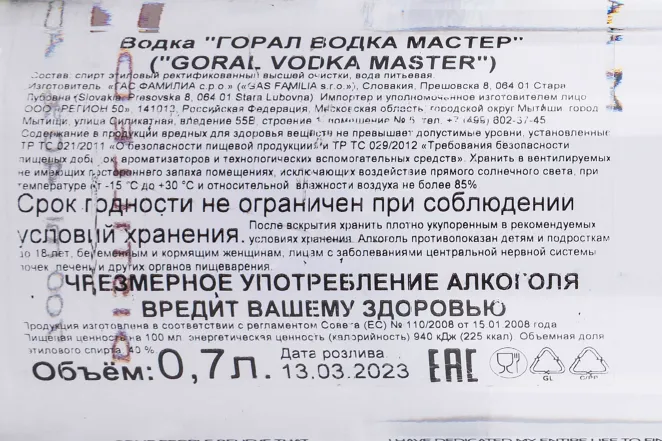 Водка "ГОРАЛ ВОДКА МАСТЕР"
("GORAL VODKA MASTER")
Состав: спирт этиловый ректификованный высшей очистки, вода питьевая.
Изготовитель «ГАС ФАМИЛИА с.р.о.» («GAS FAMILIA s.r.o.»), Словакия, Прешовска 8, 064 01 Стара
Лубовна (Slovakia, Presovska 8, 064 01 Stara Lubovna) Импортер и уполномоченное изготовителем лицо
ООО «РЕГИОН 50», 141013, Российская Федерация, Московская область, городской округ Мытищи, город
Мытищи, улица Силикатная, владение 55В, строение 1, помещение № 5, тел. +7 (499) 802-37-45
Содержание в продукции вредных для здоровья веществ не превышает допустимые уровни, установленные
ТР ТС 021/2011 «О безопасности пищевой продукции» и ТР ТС 029/2012 «Требования безопасности
пищевых добавок, ароматизаторов и технологических вспомогательных средств». Хранить в вентилируемых
не имеющих постороннего запаха помещениях, исключающих воздействие прямого солнечного света, при
температуре от -15 °С до +30 °С и относительной влажности воздуха не более 85%
Срок годности не ограничен при соблюдении
условий хранения. После вскрытия хранить плотно укупоренным в рекомендуемых
условиях хранения. Алкоголь противопоказан детям и подросткам
до 18 лет, беременным и кормящим женщинам, лицам с заболеваниями центральной нервной системы
почек, печени и других органов пищеварения.
ЧРЕЗМЕРНОЕ УПОТРЕБЛЕНИЕ АЛКОГОЛЯ
ВРЕДИТ ВАШЕМУ ЗДОРОВЬЮ
Продукция изготовлена в соответствии с регламентом Совета (ЕС) № 110/2008 от 15.01.2008 года
Пищевая ценность на 100 мл: энергетическая ценность (калорийность) 940 кДж (225 ккал). Объемная доля
этилового спирта: 40 %
Объём: 0,7л. Дата розлива
13.03.2023
EAC
GL
C/PP